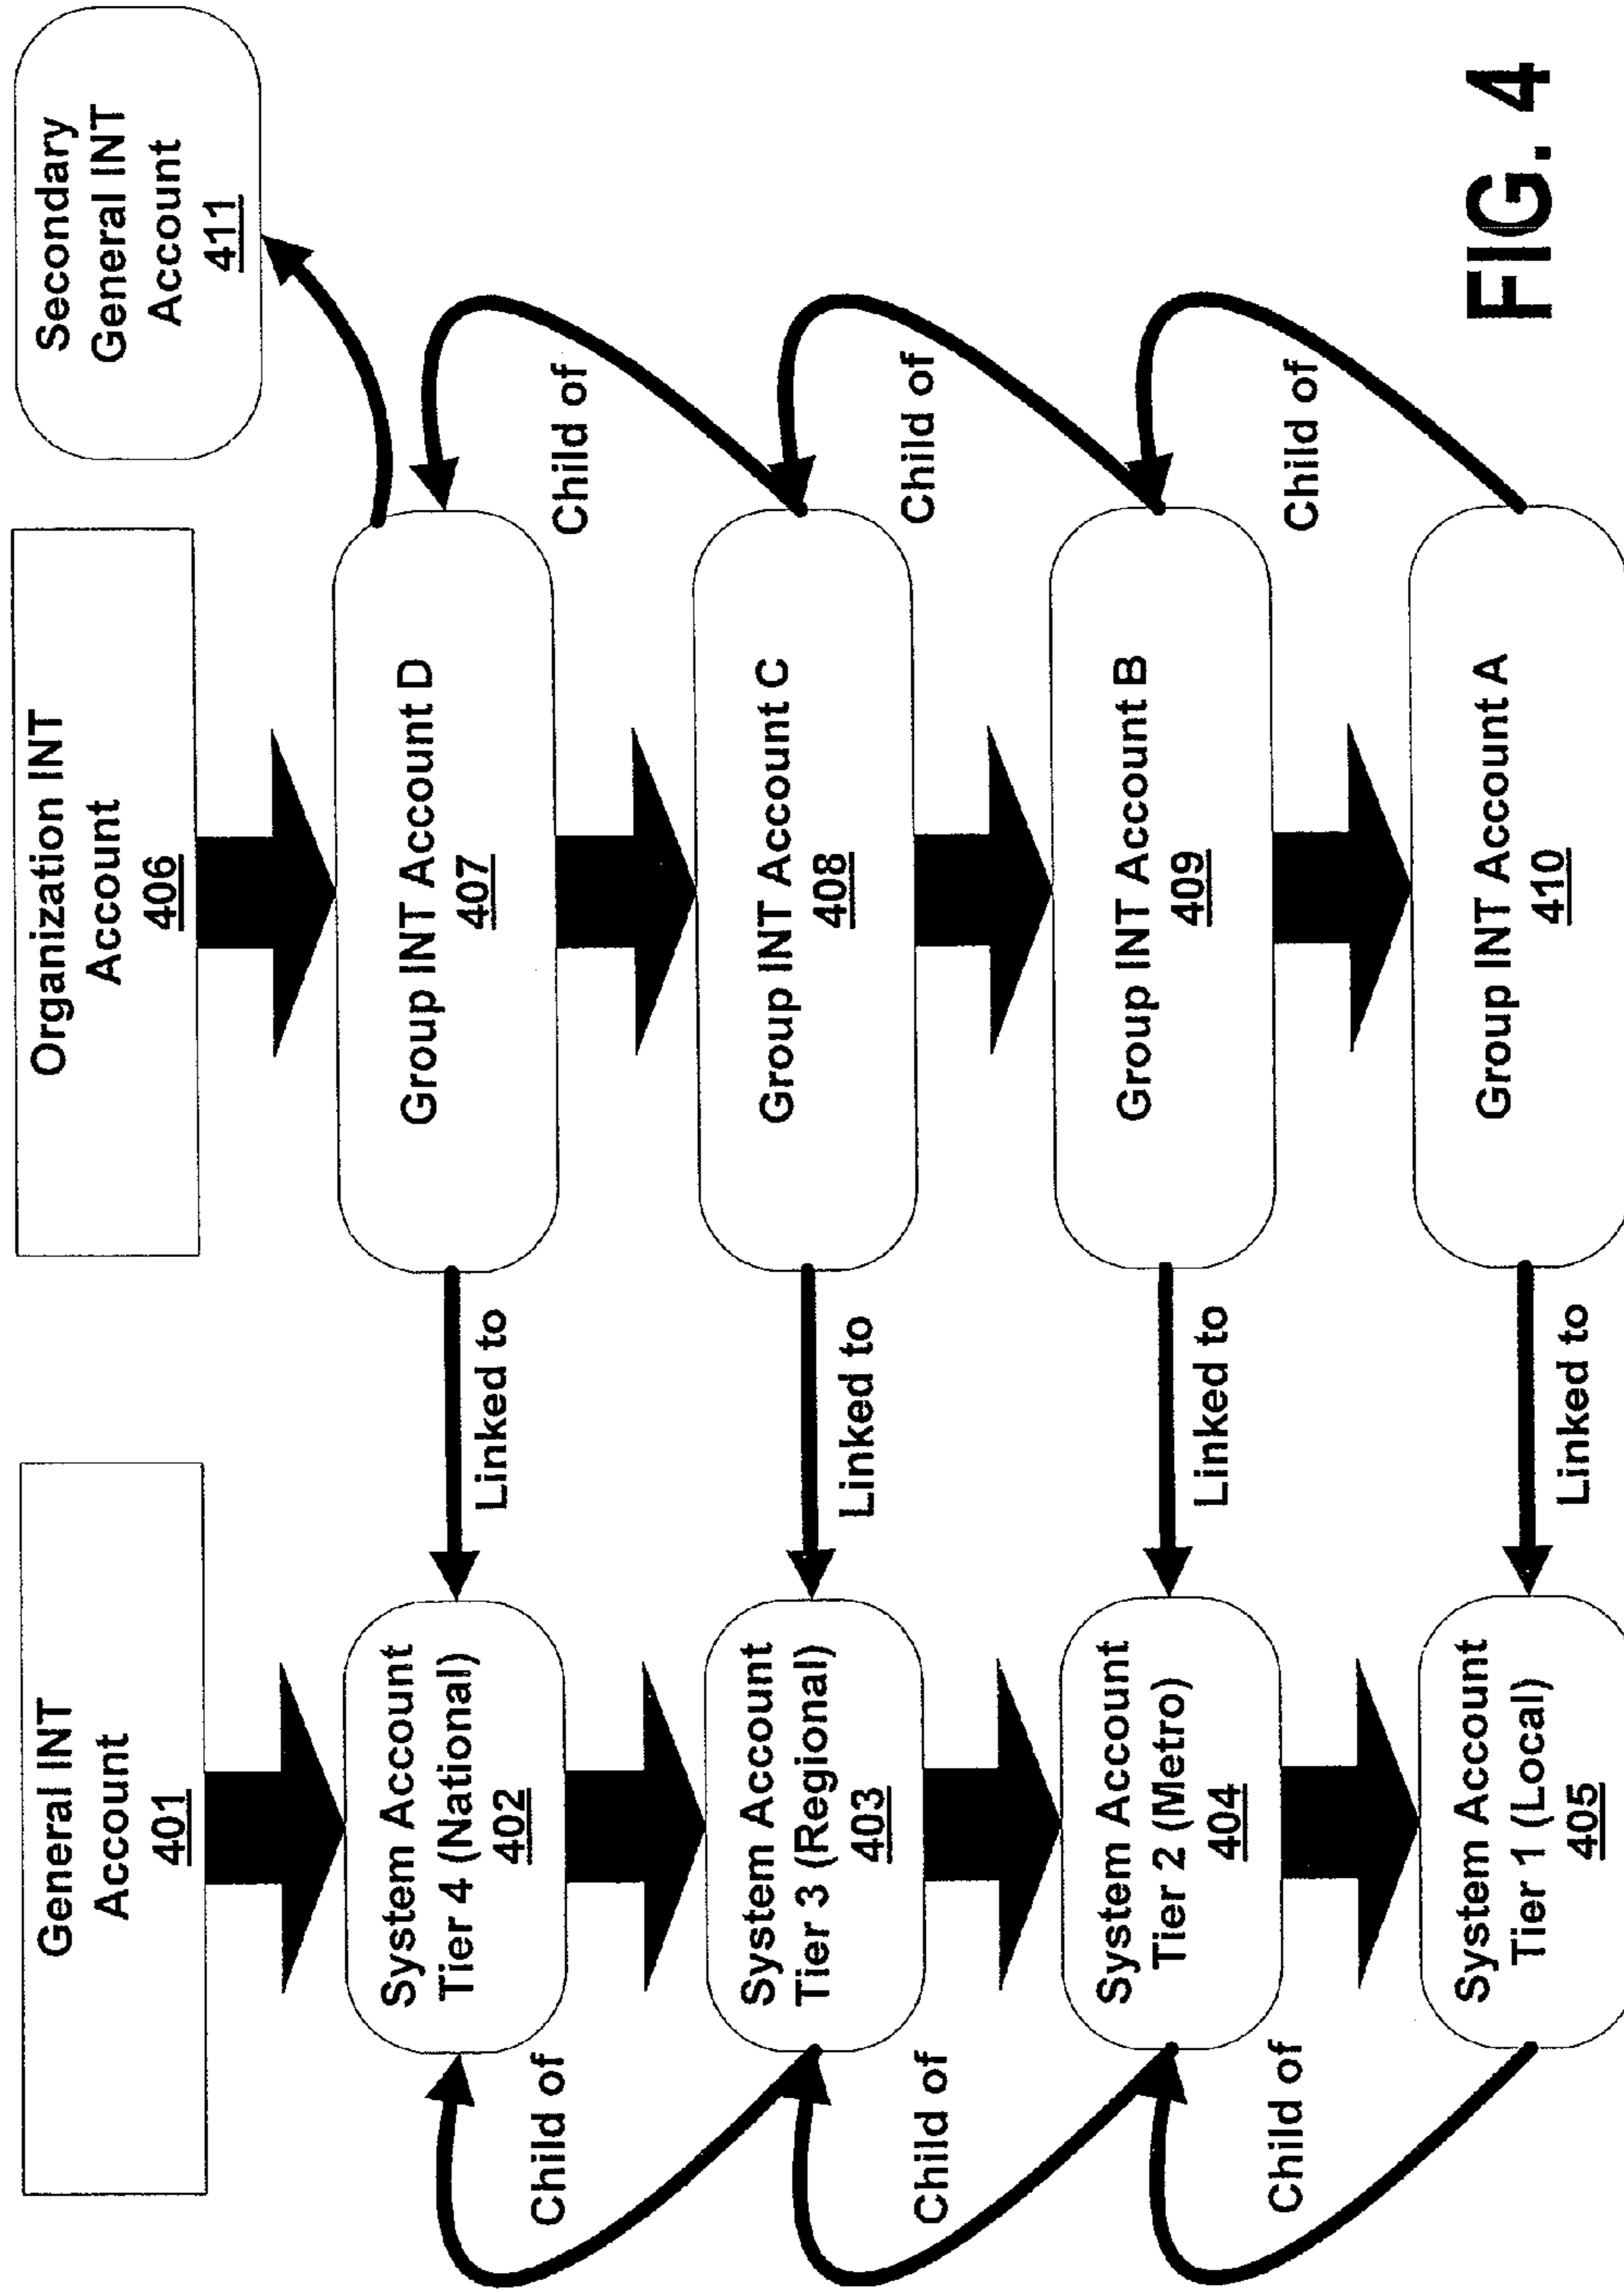 General INT
Account
401
Organization INT
Account
406
Secondary
General INT
Account
411
System Account
Tier 4 (National)
402
Linked to
Group INT Account D
407
Child of
Child of
System Account
Tier 3 (Regional)
403
Linked to
Group INT Account C
408
Child of
Child of
System Account
Tier 2 (Metro)
404
Linked to
Group INT Account B
409
Child of
Child of
System Account
Tier 1 (Local)
405
Linked to
Group INT Account A
410
FIG. 4